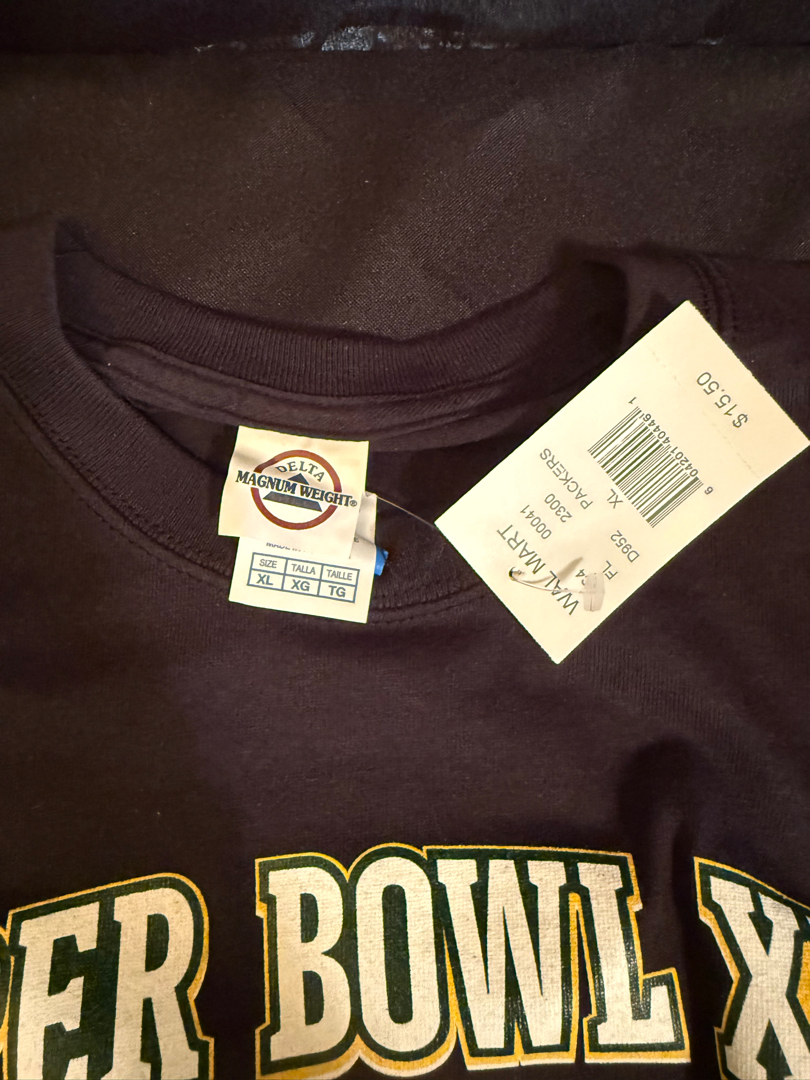 DELTA
MAGNUM WEIGHT®
SIZE TALLA TAILLE
XL XG TG
WAL MART
00041
FL 2300
D952 PACKERS
XL
6 04201 40446 1
$15.50
ER BOWL X